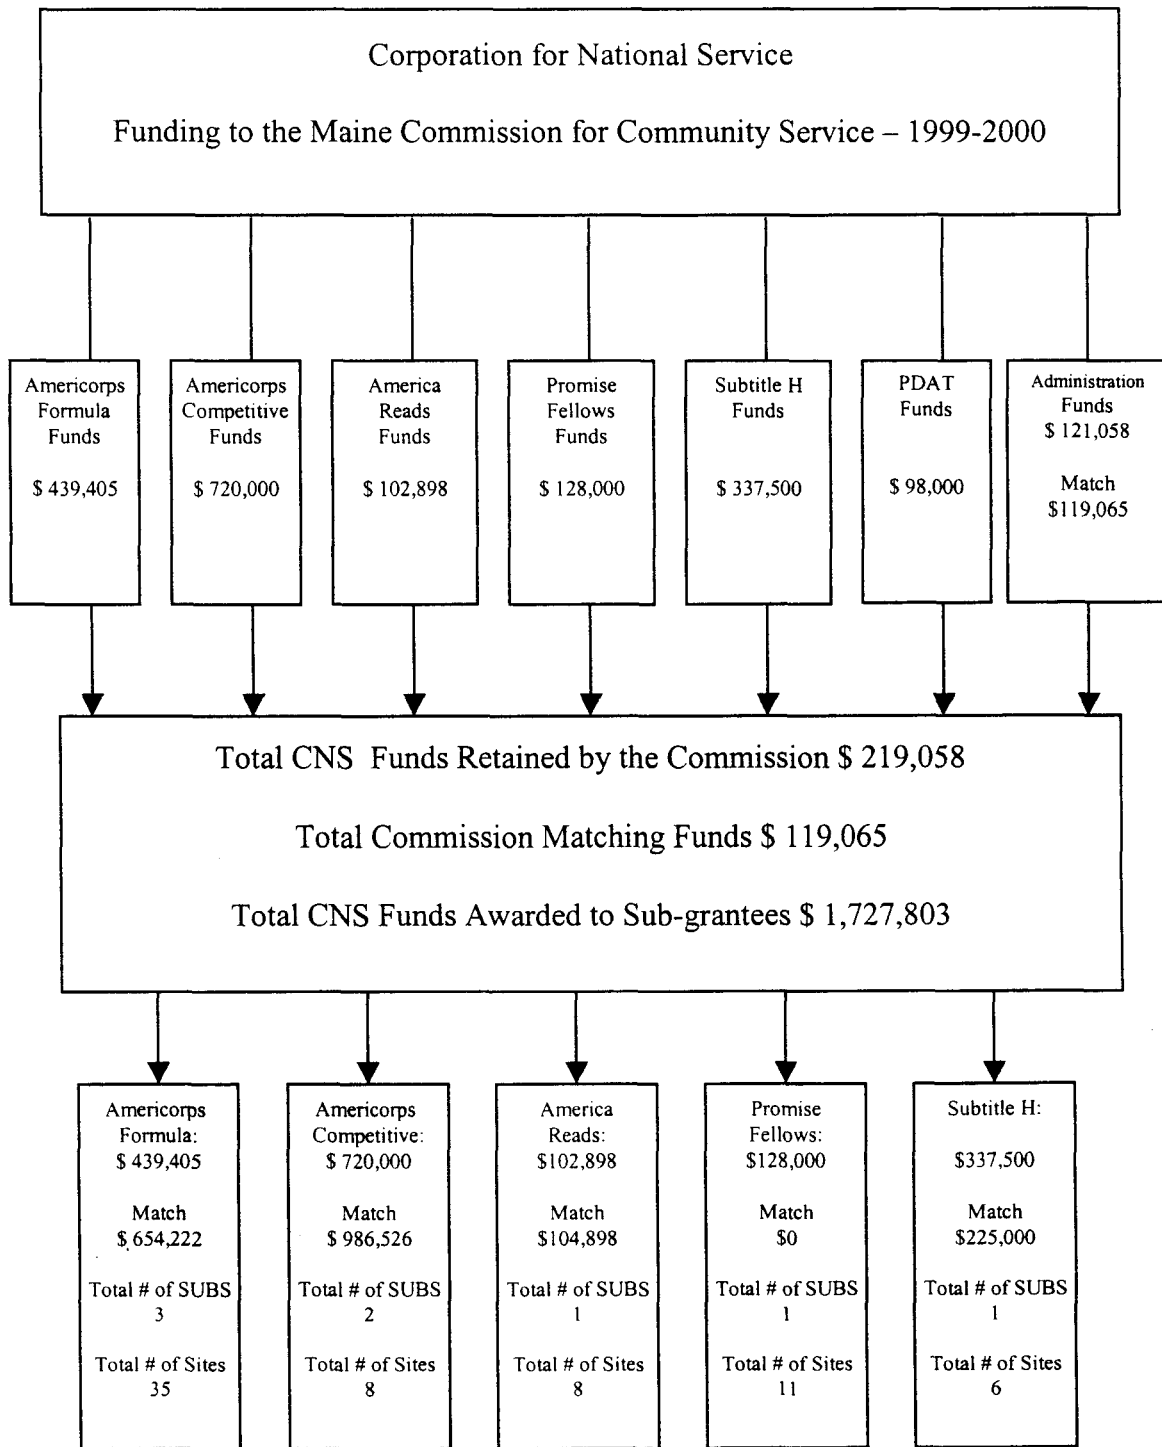 Corporation for National Service
Funding to the Maine Commission for Community Service – 1999-2000
Americorps
Formula
Funds
$ 439,405
Americorps
Competitive
Funds
$ 720,000
America
Reads
Funds
$ 102,898
Promise
Fellows
Funds
$ 128,000
Subtitle H
Funds
$ 337,500
PDAT
Funds
$ 98,000
Administration
Funds
$ 121,058
Match
$119,065
Total CNS Funds Retained by the Commission $ 219,058
Total Commission Matching Funds $ 119,065
Total CNS Funds Awarded to Sub-grantees $ 1,727,803
Americorps
Formula:
$ 439,405
Match
$ 654,222
Total # of SUBS
3
Total # of Sites
35
Americorps
Competitive:
$ 720,000
Match
$ 986,526
Total # of SUBS
2
Total # of Sites
8
America
Reads:
$102,898
Match
$104,898
Total # of SUBS
1
Total # of Sites
8
Promise
Fellows:
$128,000
Match
$0
Total # of SUBS
1
Total # of Sites
11
Subtitle H:
$337,500
Match
$225,000
Total # of SUBS
1
Total # of Sites
6